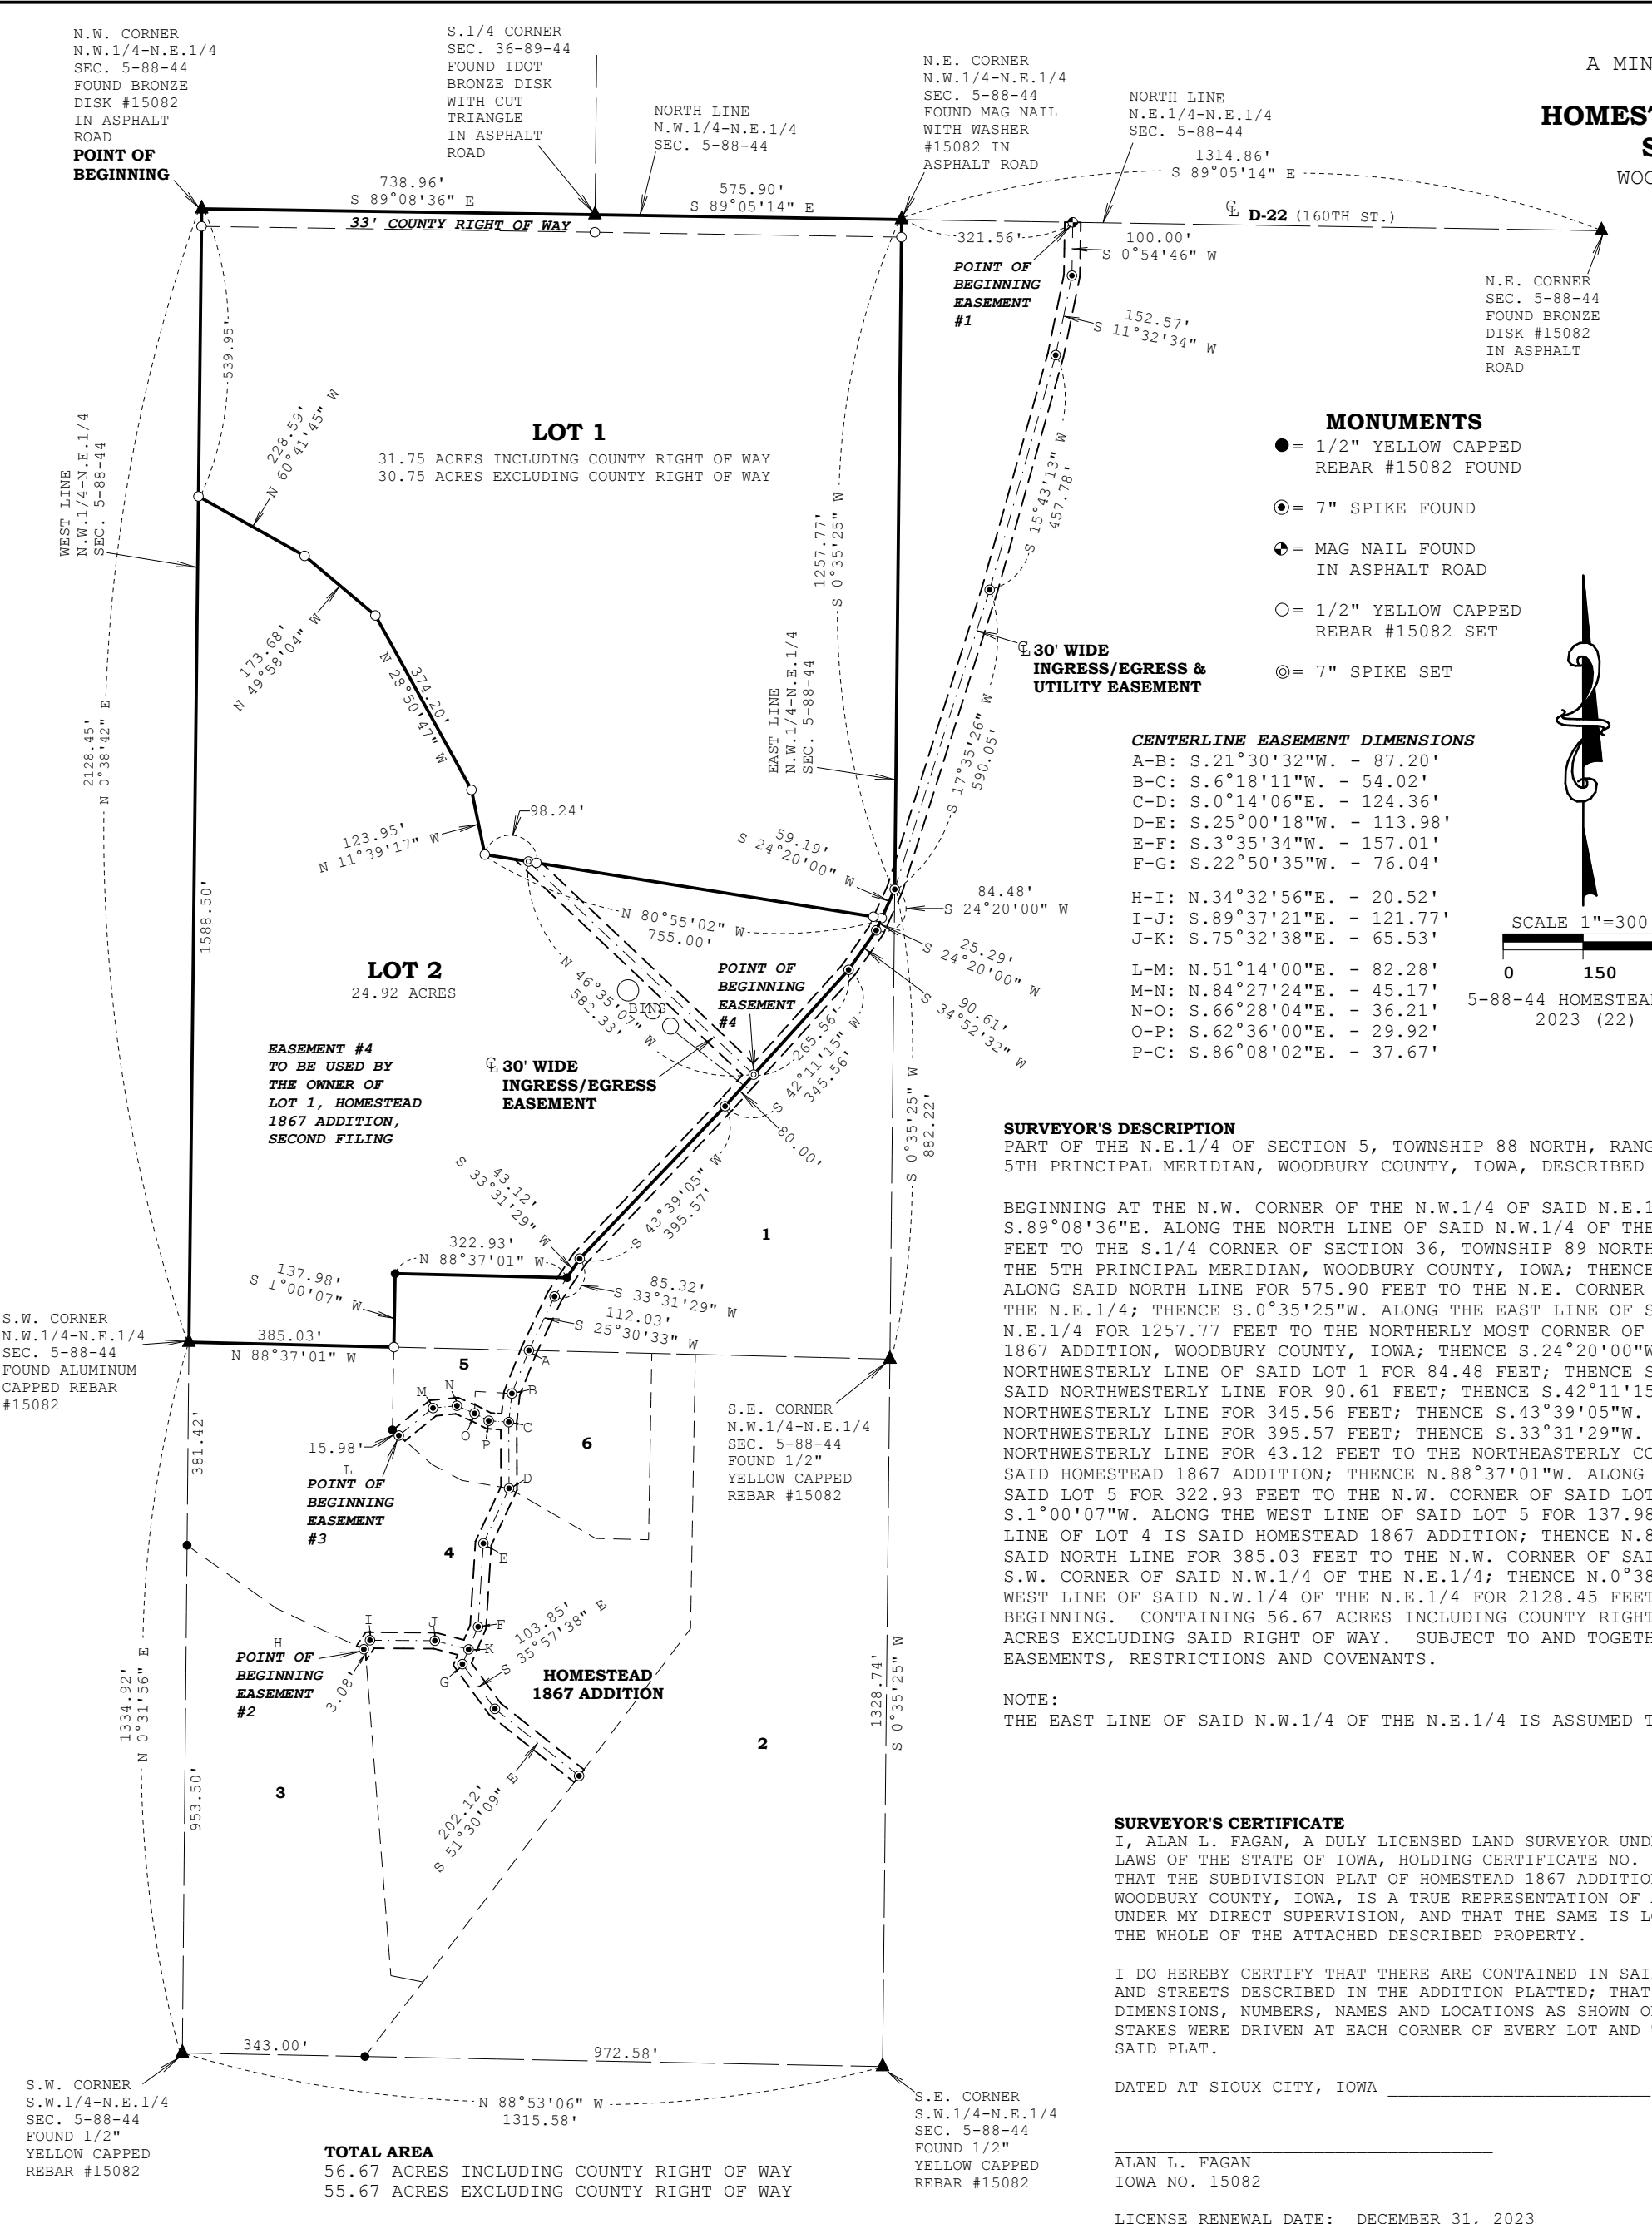 N.W. CORNER
N.W.1/4-N.E.1/4
SEC. 5-88-44
FOUND BRONZE
DISK #15082
IN ASPHALT
ROAD
POINT OF
BEGINNING
S.1/4 CORNER
SEC. 36-89-44
FOUND IDOT
BRONZE DISK
WITH CUT
TRIANGLE
IN ASPHALT
ROAD
NORTH LINE
N.W.1/4-N.E.1/4
SEC. 5-88-44
N.E. CORNER
N.W.1/4-N.E.1/4
SEC. 5-88-44
FOUND MAG NAIL
WITH WASHER
#15082 IN
ASPHALT ROAD
NORTH LINE
N.E.1/4-N.E.1/4
SEC. 5-88-44
A MIN
HOMES
S
WOO
738.96'
S 89°08'36" E
575.90'
S 89°05'14" E
1314.86'
S 89°05'14" E
33' COUNTY RIGHT OF WAY
℄ D-22 (160TH ST.)
321.56'
100.00'
S 0°54'46" W
POINT OF
BEGINNING
EASEMENT
#1
N.E. CORNER
SEC. 5-88-44
FOUND BRONZE
DISK #15082
IN ASPHALT
ROAD
152.57'
S 11°32'34" W
539.95'
228.59'
N 60°41'45" W
LOT 1
31.75 ACRES INCLUDING COUNTY RIGHT OF WAY
30.75 ACRES EXCLUDING COUNTY RIGHT OF WAY
WEST LINE
N.W.1/4-N.E.1/4
SEC. 5-88-44
S 15°43'13" W
457.78'
1257.77'
S 0°35'25" W
MONUMENTS
= 1/2" YELLOW CAPPED
REBAR #15082 FOUND
= 7" SPIKE FOUND
= MAG NAIL FOUND
IN ASPHALT ROAD
= 1/2" YELLOW CAPPED
REBAR #15082 SET
= 7" SPIKE SET
173.68'
N 49°58'04" W
374.20'
N 28°50'47" W
EAST LINE
N.W.1/4-N.E.1/4
SEC. 5-88-44
℄ 30' WIDE
INGRESS/EGRESS &
UTILITY EASEMENT
2128.45'
N 0°38'42" E
S 17°35'26" W
590.05'
CENTERLINE EASEMENT DIMENSIONS
A-B: S.21°30'32"W. - 87.20'
B-C: S.6°18'11"W. - 54.02'
C-D: S.0°14'06"E. - 124.36'
D-E: S.25°00'18"W. - 113.98'
E-F: S.3°35'34"W. - 157.01'
F-G: S.22°50'35"W. - 76.04'
H-I: N.34°32'56"E. - 20.52'
I-J: S.89°37'21"E. - 121.77'
J-K: S.75°32'38"E. - 65.53'
L-M: N.51°14'00"E. - 82.28'
M-N: N.84°27'24"E. - 45.17'
N-O: S.66°28'04"E. - 36.21'
O-P: S.62°36'00"E. - 29.92'
P-C: S.86°08'02"E. - 37.67'
SCALE 1"=300
0 150
5-88-44 HOMESTEA
2023 (22)
123.95'
N 11°39'17" W
98.24'
59.19'
S 24°20'00" W
84.48'
S 24°20'00" W
N 80°55'02" W
755.00'
25.29'
S 24°20'00" W
90.61'
S 34°52'32" W
1588.50'
LOT 2
24.92 ACRES
N 46°35'07" W
582.33'
BINS
POINT OF
BEGINNING
EASEMENT
#4
265.56'
S 42°11'15" W
345.56'
80.00'
EASEMENT #4
TO BE USED BY
THE OWNER OF
LOT 1, HOMESTEAD
1867 ADDITION,
SECOND FILING
℄ 30' WIDE
INGRESS/EGRESS
EASEMENT
S 0°35'25" W
882.22'
43.12'
S 33°31'29" W
S 43°39'05" W
395.57'
1
322.93'
N 88°37'01" W
137.98'
S 1°00'07" W
85.32'
S 33°31'29" W
112.03'
S 25°30'33" W
S.W. CORNER
N.W.1/4-N.E.1/4
SEC. 5-88-44
FOUND ALUMINUM
CAPPED REBAR
#15082
385.03'
N 88°37'01" W
5
A
B
C
D
E
F
G
H
I
J
K
L
M
N
O
P
15.98'
POINT OF
BEGINNING
EASEMENT
#3
6
4
S.E. CORNER
N.W.1/4-N.E.1/4
SEC. 5-88-44
FOUND 1/2"
YELLOW CAPPED
REBAR #15082
381.42'
POINT OF
BEGINNING
EASEMENT
#2
3.08'
103.85'
S 35°57'38" E
HOMESTEAD
1867 ADDITION
1334.92'
N 0°31'56" E
1328.74'
S 0°35'25" W
2
3
953.50'
202.12'
S 51°30'09" E
343.00'
972.58'
N 88°53'06" W
1315.58'
S.W. CORNER
S.W.1/4-N.E.1/4
SEC. 5-88-44
FOUND 1/2"
YELLOW CAPPED
REBAR #15082
S.E. CORNER
S.W.1/4-N.E.1/4
SEC. 5-88-44
FOUND 1/2"
YELLOW CAPPED
REBAR #15082
TOTAL AREA
56.67 ACRES INCLUDING COUNTY RIGHT OF WAY
55.67 ACRES EXCLUDING COUNTY RIGHT OF WAY
SURVEYOR'S DESCRIPTION
PART OF THE N.E.1/4 OF SECTION 5, TOWNSHIP 88 NORTH, RANG
5TH PRINCIPAL MERIDIAN, WOODBURY COUNTY, IOWA, DESCRIBED
BEGINNING AT THE N.W. CORNER OF THE N.W.1/4 OF SAID N.E.1
S.89°08'36"E. ALONG THE NORTH LINE OF SAID N.W.1/4 OF THE
FEET TO THE S.1/4 CORNER OF SECTION 36, TOWNSHIP 89 NORTH
THE 5TH PRINCIPAL MERIDIAN, WOODBURY COUNTY, IOWA; THENCE
ALONG SAID NORTH LINE FOR 575.90 FEET TO THE N.E. CORNER
THE N.E.1/4; THENCE S.0°35'25"W. ALONG THE EAST LINE OF S
N.E.1/4 FOR 1257.77 FEET TO THE NORTHERLY MOST CORNER OF
1867 ADDITION, WOODBURY COUNTY, IOWA; THENCE S.24°20'00"W
NORTHWESTERLY LINE OF SAID LOT 1 FOR 84.48 FEET; THENCE S
SAID NORTHWESTERLY LINE FOR 90.61 FEET; THENCE S.42°11'15
NORTHWESTERLY LINE FOR 345.56 FEET; THENCE S.43°39'05"W.
NORTHWESTERLY LINE FOR 395.57 FEET; THENCE S.33°31'29"W.
NORTHWESTERLY LINE FOR 43.12 FEET TO THE NORTHEASTERLY CO
SAID HOMESTEAD 1867 ADDITION; THENCE N.88°37'01"W. ALONG
SAID LOT 5 FOR 322.93 FEET TO THE N.W. CORNER OF SAID LOT
S.1°00'07"W. ALONG THE WEST LINE OF SAID LOT 5 FOR 137.98
LINE OF LOT 4 IS SAID HOMESTEAD 1867 ADDITION; THENCE N.8
SAID NORTH LINE FOR 385.03 FEET TO THE N.W. CORNER OF SAI
S.W. CORNER OF SAID N.W.1/4 OF THE N.E.1/4; THENCE N.0°38
WEST LINE OF SAID N.W.1/4 OF THE N.E.1/4 FOR 2128.45 FEET
BEGINNING. CONTAINING 56.67 ACRES INCLUDING COUNTY RIGHT
ACRES EXCLUDING SAID RIGHT OF WAY. SUBJECT TO AND TOGETH
EASEMENTS, RESTRICTIONS AND COVENANTS.
NOTE:
THE EAST LINE OF SAID N.W.1/4 OF THE N.E.1/4 IS ASSUMED T
SURVEYOR'S CERTIFICATE
I, ALAN L. FAGAN, A DULY LICENSED LAND SURVEYOR UND
LAWS OF THE STATE OF IOWA, HOLDING CERTIFICATE NO.
THAT THE SUBDIVISION PLAT OF HOMESTEAD 1867 ADDITIO
WOODBURY COUNTY, IOWA, IS A TRUE REPRESENTATION OF
UNDER MY DIRECT SUPERVISION, AND THAT THE SAME IS L
THE WHOLE OF THE ATTACHED DESCRIBED PROPERTY.
I DO HEREBY CERTIFY THAT THERE ARE CONTAINED IN SAI
AND STREETS DESCRIBED IN THE ADDITION PLATTED; THAT
DIMENSIONS, NUMBERS, NAMES AND LOCATIONS AS SHOWN O
STAKES WERE DRIVEN AT EACH CORNER OF EVERY LOT AND
SAID PLAT.
DATED AT SIOUX CITY, IOWA
ALAN L. FAGAN
IOWA NO. 15082
LICENSE RENEWAL DATE: DECEMBER 31, 2023